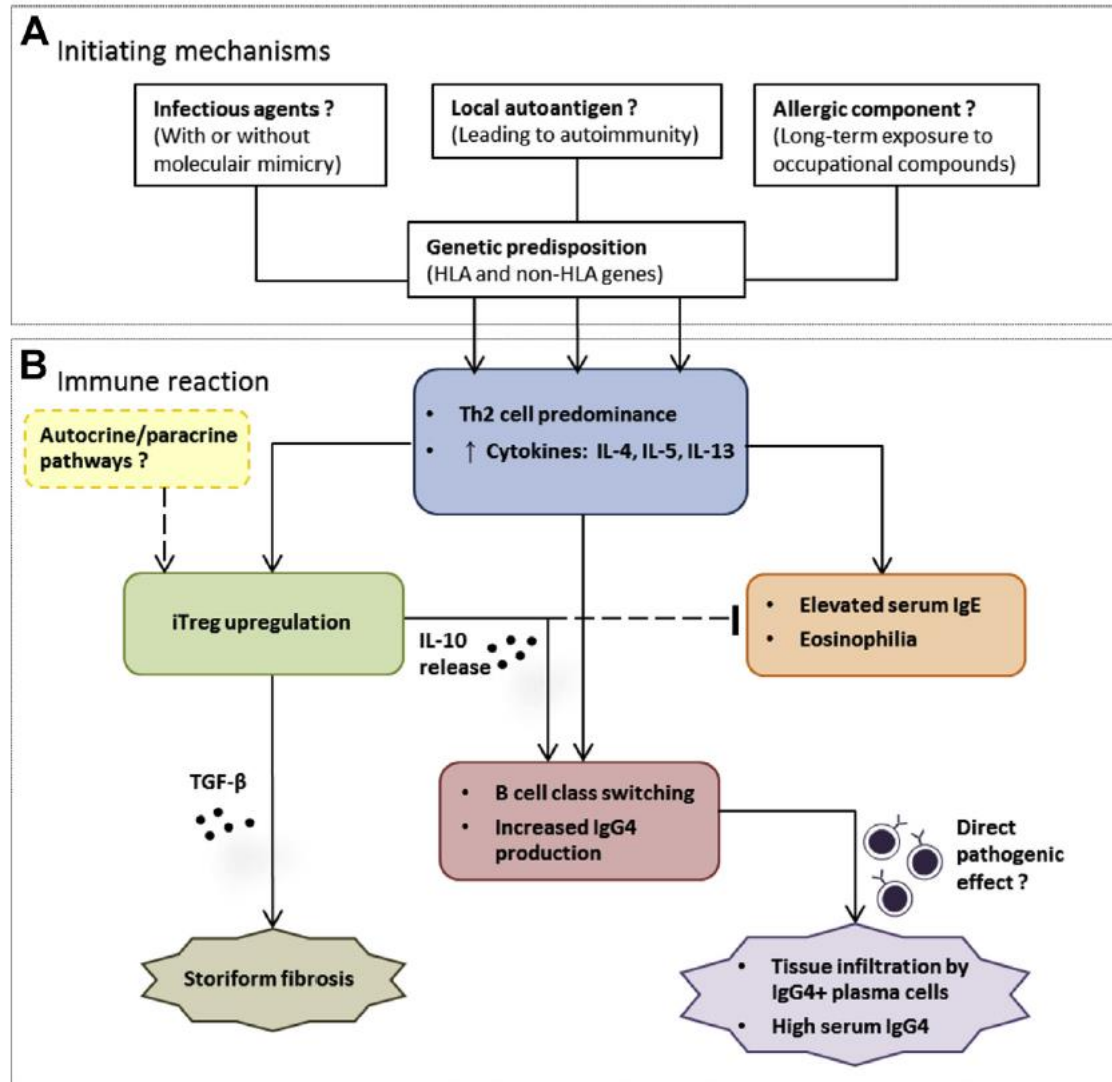 A
Initiating mechanisms
Infectious agents ?
(With or without
moleculair mimicry)
Local autoantigen ?
(Leading to autoimmunity)
Allergic component ?
(Long-term exposure to
occupational compounds)
Genetic predisposition
(HLA and non-HLA genes)
B
Immune reaction
Autocrine/paracrine
pathways ?
• Th2 cell predominance
• ↑ Cytokines: IL-4, IL-5, IL-13
iTreg upregulation
IL-10
release
• Elevated serum IgE
• Eosinophilia
TGF-β
• B cell class switching
• Increased IgG4
production
Direct
pathogenic
effect ?
Storiform fibrosis
• Tissue infiltration by
IgG4+ plasma cells
• High serum IgG4